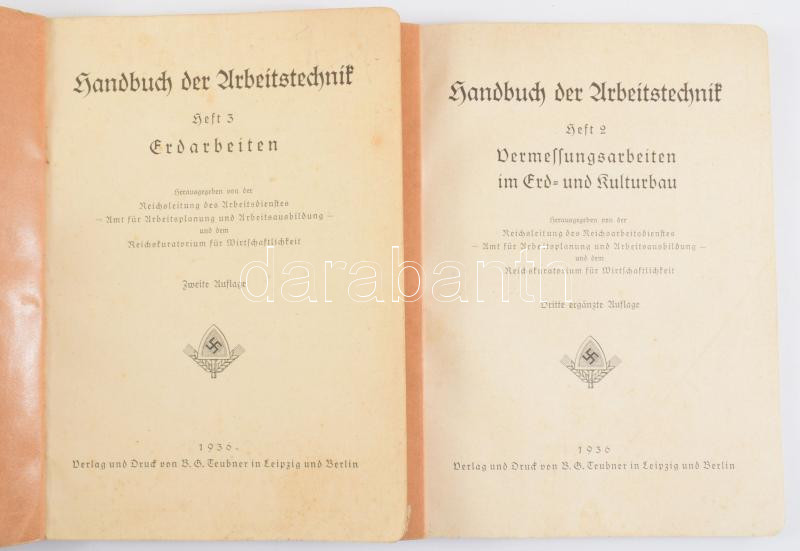 Handbuch der Arbeitstechnik
Heft 3
Erdarbeiten
Herausgegeben von der
Reichsleitung des Arbeitsdienstes
— Amt für Arbeitsplanung und Arbeitsausbildung —
und dem
Reichskuratorium für Wirtschaftlichkeit
Zweite Auflage
1936
Verlag und Druck von B. G. Teubner in Leipzig und Berlin
Handbuch der Arbeitstechnik
Heft 2
Vermessungsarbeiten
im Erd- und Kulturbau
Herausgegeben von der
Reichsleitung des Reichsarbeitsdienstes
— Amt für Arbeitsplanung und Arbeitsausbildung —
und dem
Reichskuratorium für Wirtschaftlichkeit
Dritte ergänzte Auflage
1936
Verlag und Druck von B. G. Teubner in Leipzig und Berlin
darabanth